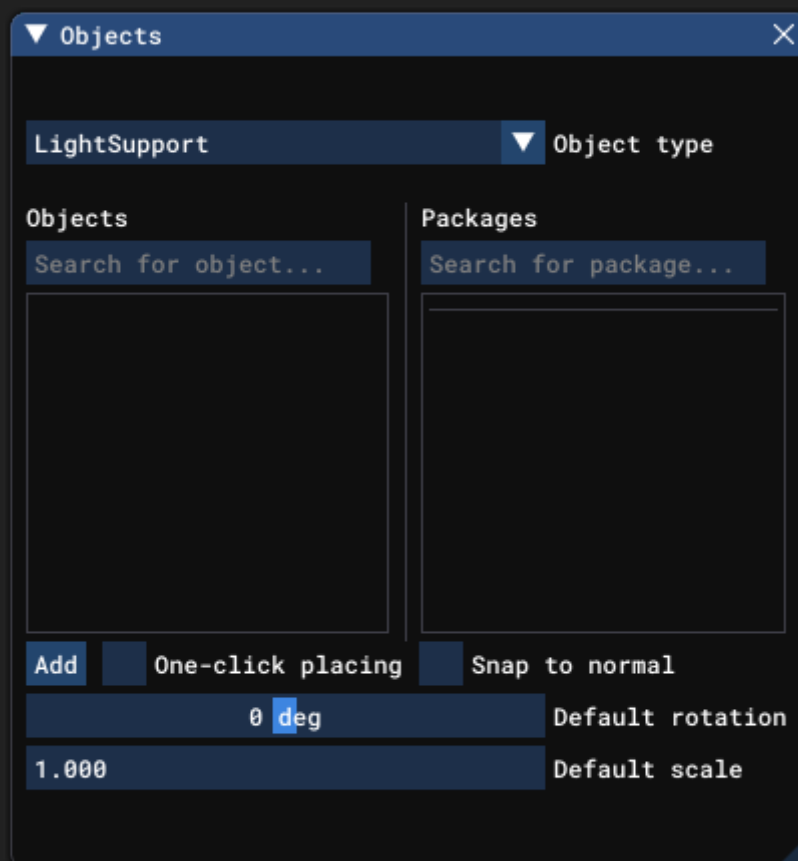 Objects
LightSupport Object type
Objects Packages
Search for object... Search for package...
Add One-click placing Snap to normal
0 deg Default rotation
1.000 Default scale